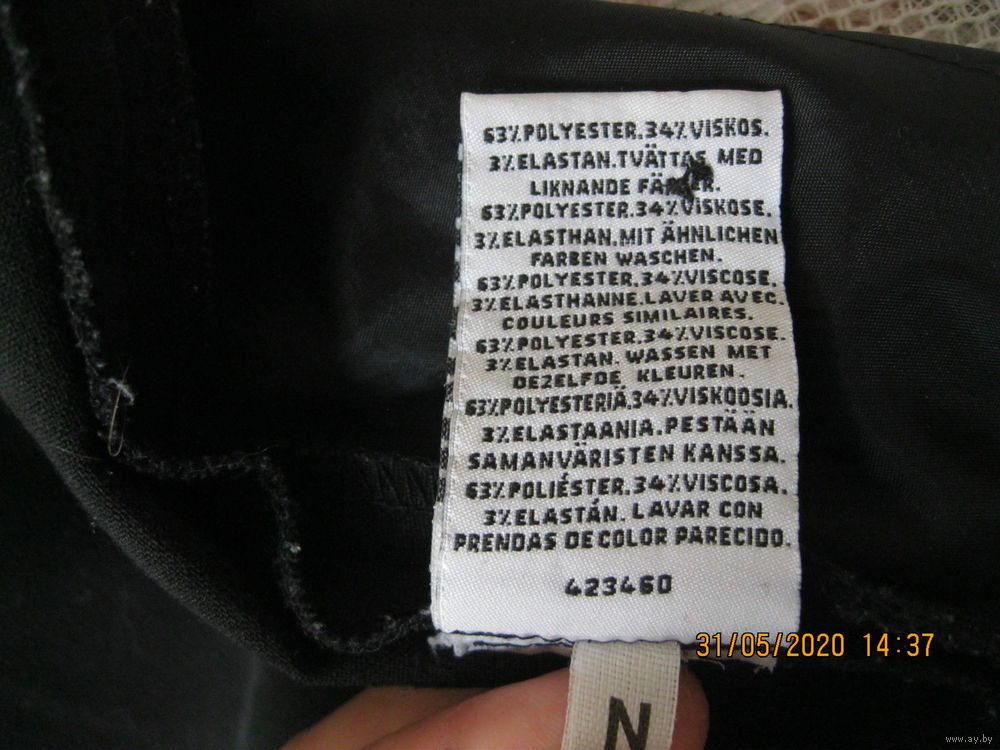 63%POLYESTER.34%VISKOS.
3%ELASTAN.TVÄTTAS MED
LIKNANDE FÄRGER.
63%POLYESTER.34%VISKOSE.
3%ELASTHAN.MIT ÄHNLICHEN
FARBEN WASCHEN.
63%POLYESTER.34%VISCOSE.
3%ELASTHANNE.LAVER AVEC.
COULEURS SIMILAIRES.
63%POLYESTER.34%VISCOSE.
3%ELASTAN. WASSEN MET
DEZELFDE KLEUREN.
63%POLYESTERIÄ.34%VISKOOSIA.
3%ELASTAANIA.PESTÄÄN
SAMANVÄRISTEN KANSSA.
63%POLIÉSTER.34%VISCOSA.
3%ELASTÁN. LAVAR CON
PRENDAS DE COLOR PARECIDO.
423460
31/05/2020 14:37
N
www.ay.by